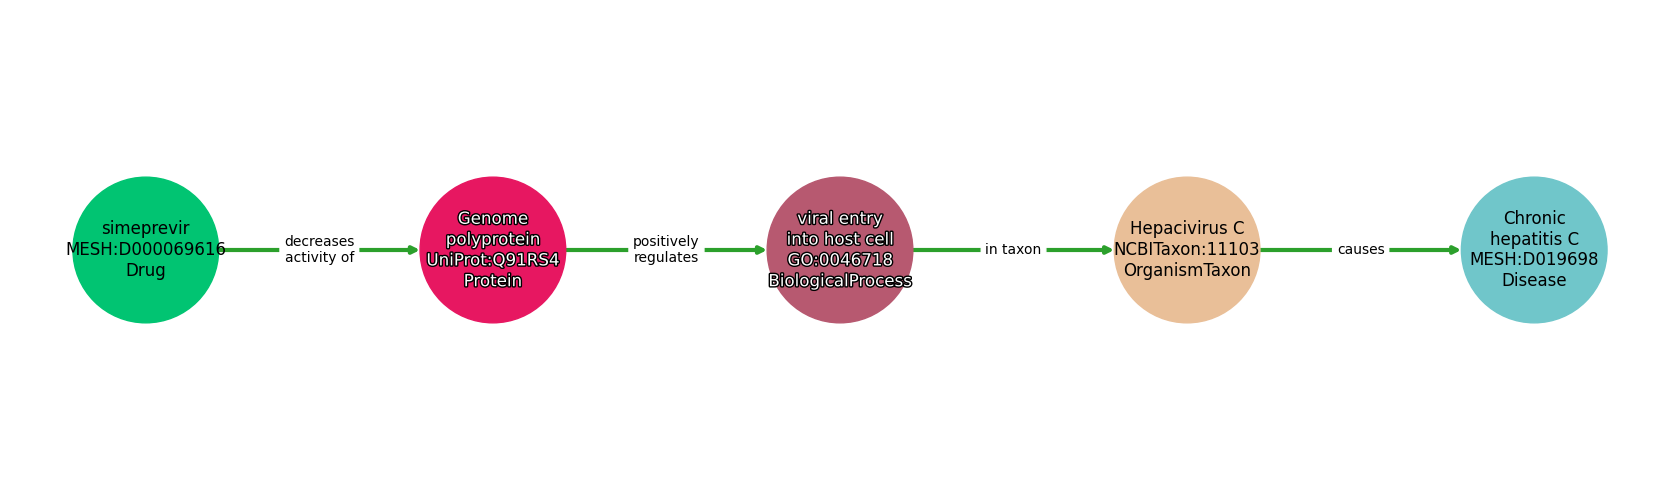 simeprevir
MESH:D000069616
Drug
decreases
activity of
Genome
polyprotein
UniProt:Q91RS4
Protein
positively
regulates
viral entry
into host cell
GO:0046718
BiologicalProcess
in taxon
Hepacivirus C
NCBITaxon:11103
OrganismTaxon
causes
Chronic
hepatitis C
MESH:D019698
Disease